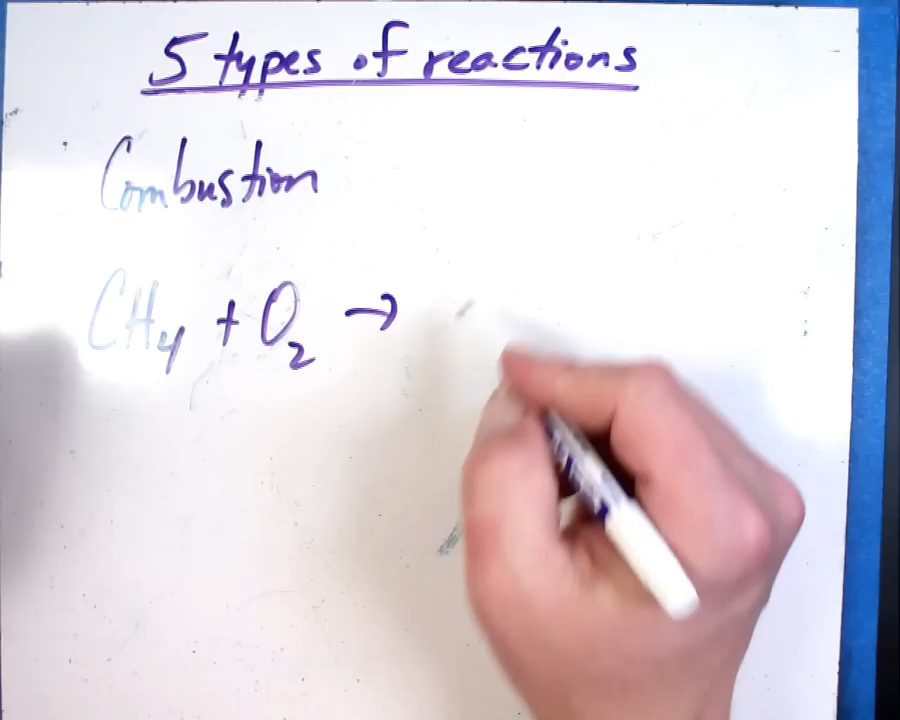 5 types of reactions
Combustion
CH₄ + O₂ →